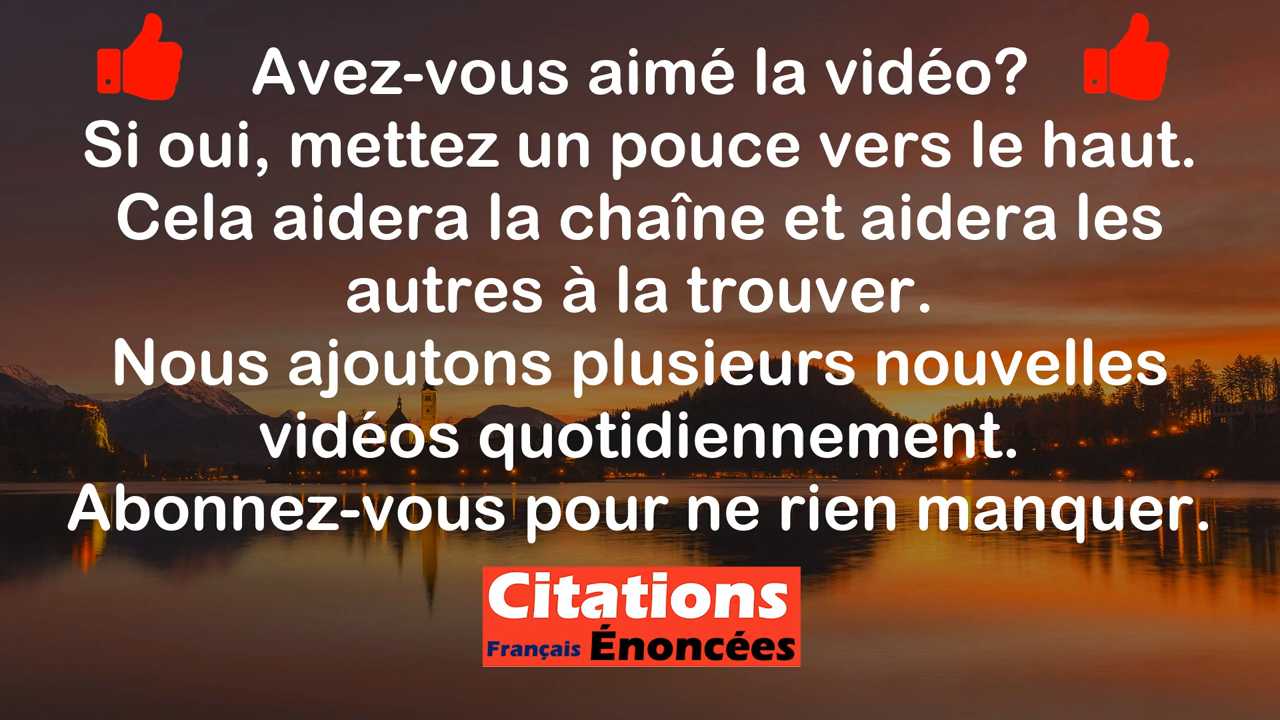 Avez-vous aimé la vidéo?
Si oui, mettez un pouce vers le haut.
Cela aidera la chaîne et aidera les
autres à la trouver.
Nous ajoutons plusieurs nouvelles
vidéos quotidiennement.
Abonnez-vous pour ne rien manquer.
Citations
Français Énoncées